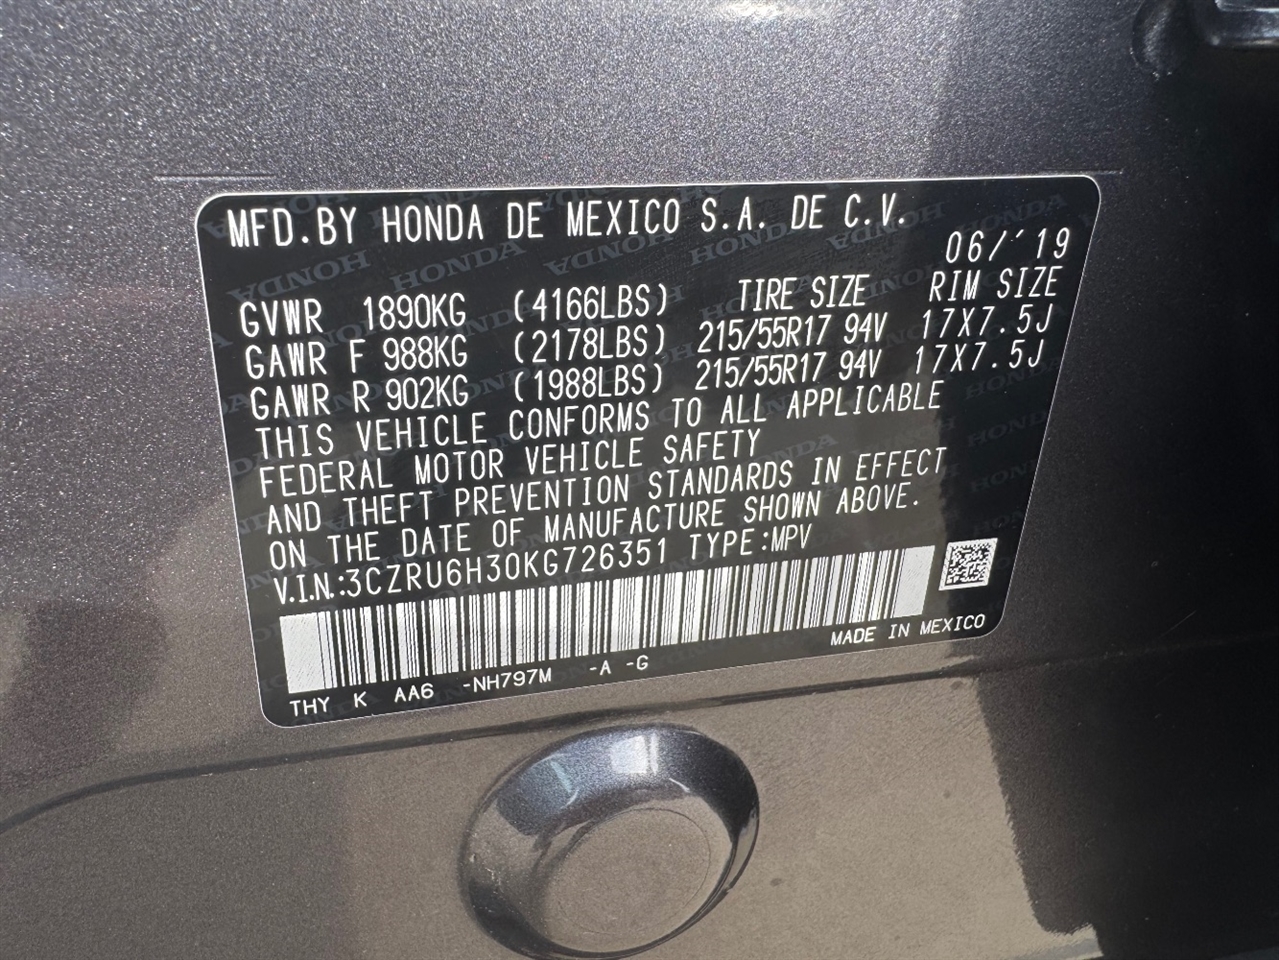 MFD.BY HONDA DE MEXICO S.A. DE C.V.
06/´19
GVWR 1890KG (4166LBS) TIRE SIZE RIM SIZE
GAWR F 988KG (2178LBS) 215/55R17 94V 17X7.5J
GAWR R 902KG (1988LBS) 215/55R17 94V 17X7.5J
THIS VEHICLE CONFORMS TO ALL APPLICABLE
FEDERAL MOTOR VEHICLE SAFETY
AND THEFT PREVENTION STANDARDS IN EFFECT
ON THE DATE OF MANUFACTURE SHOWN ABOVE.
V.I.N.:3CZRU6H30KG726351 TYPE:MPV
MADE IN MEXICO
THY K AA6 -NH797M -A -G